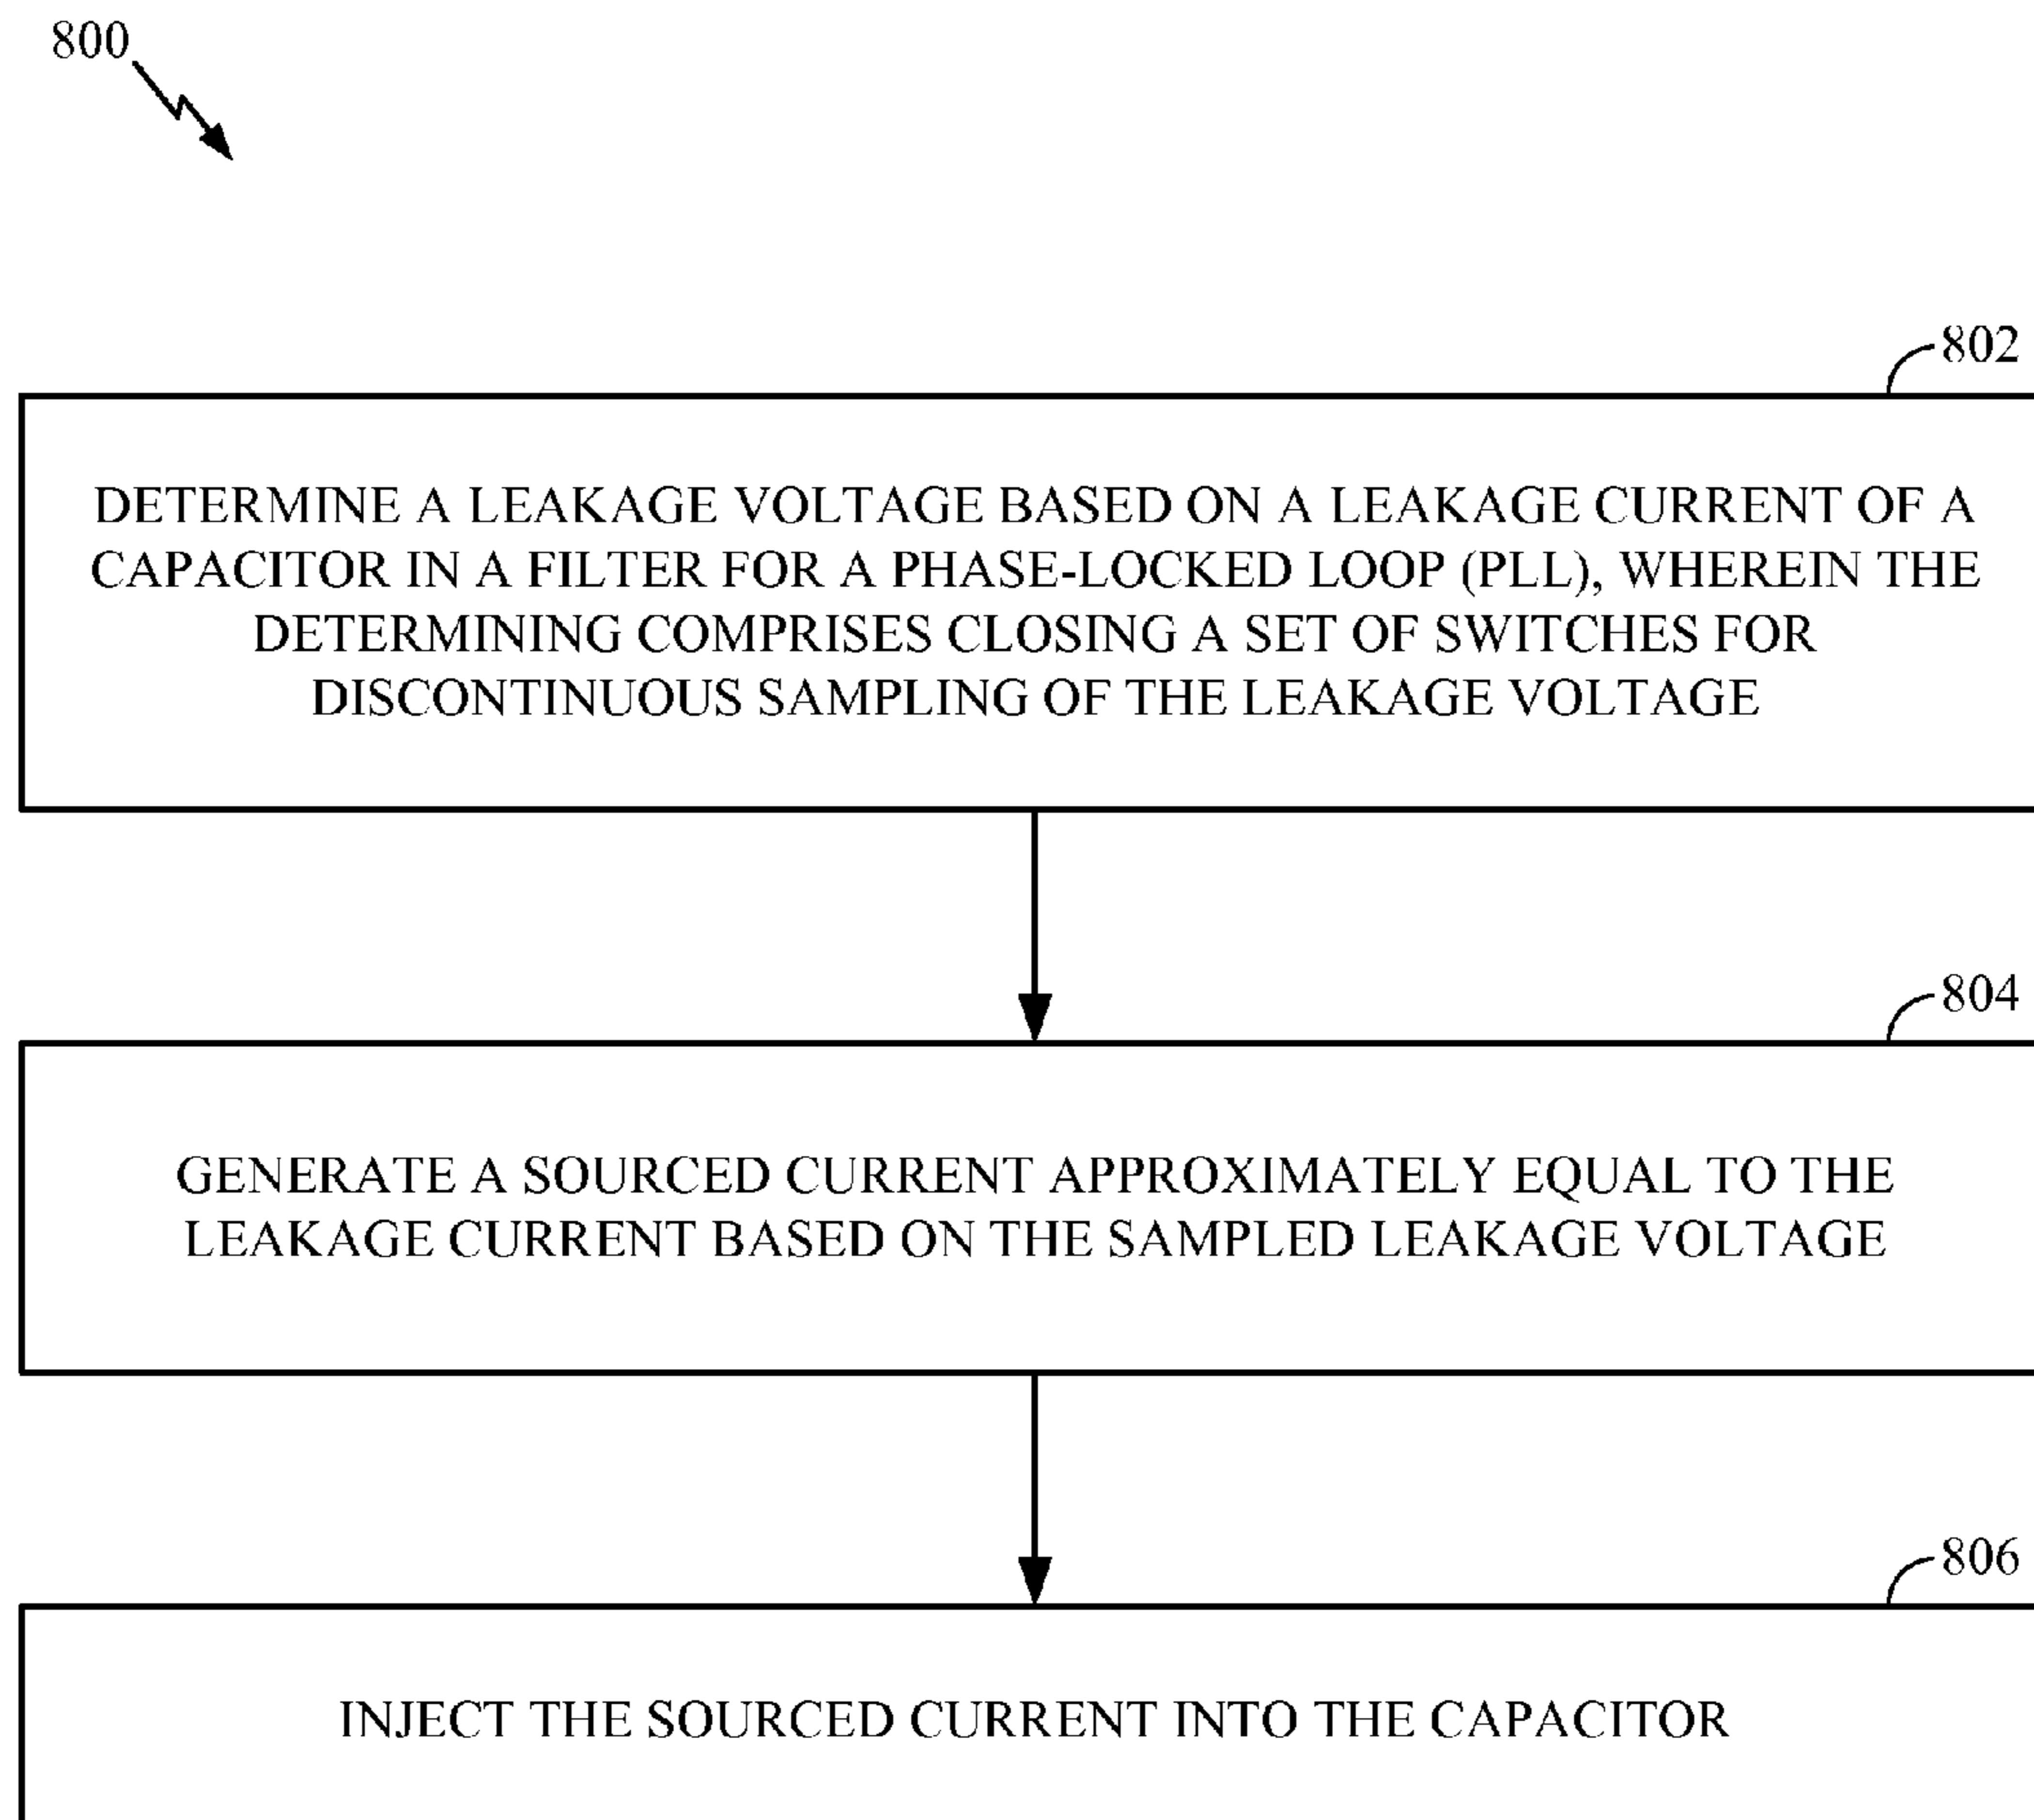 800
802
DETERMINE A LEAKAGE VOLTAGE BASED ON A LEAKAGE CURRENT OF A
CAPACITOR IN A FILTER FOR A PHASE-LOCKED LOOP (PLL), WHEREIN THE
DETERMINING COMPRISES CLOSING A SET OF SWITCHES FOR
DISCONTINUOUS SAMPLING OF THE LEAKAGE VOLTAGE
804
GENERATE A SOURCED CURRENT APPROXIMATELY EQUAL TO THE
LEAKAGE CURRENT BASED ON THE SAMPLED LEAKAGE VOLTAGE
806
INJECT THE SOURCED CURRENT INTO THE CAPACITOR